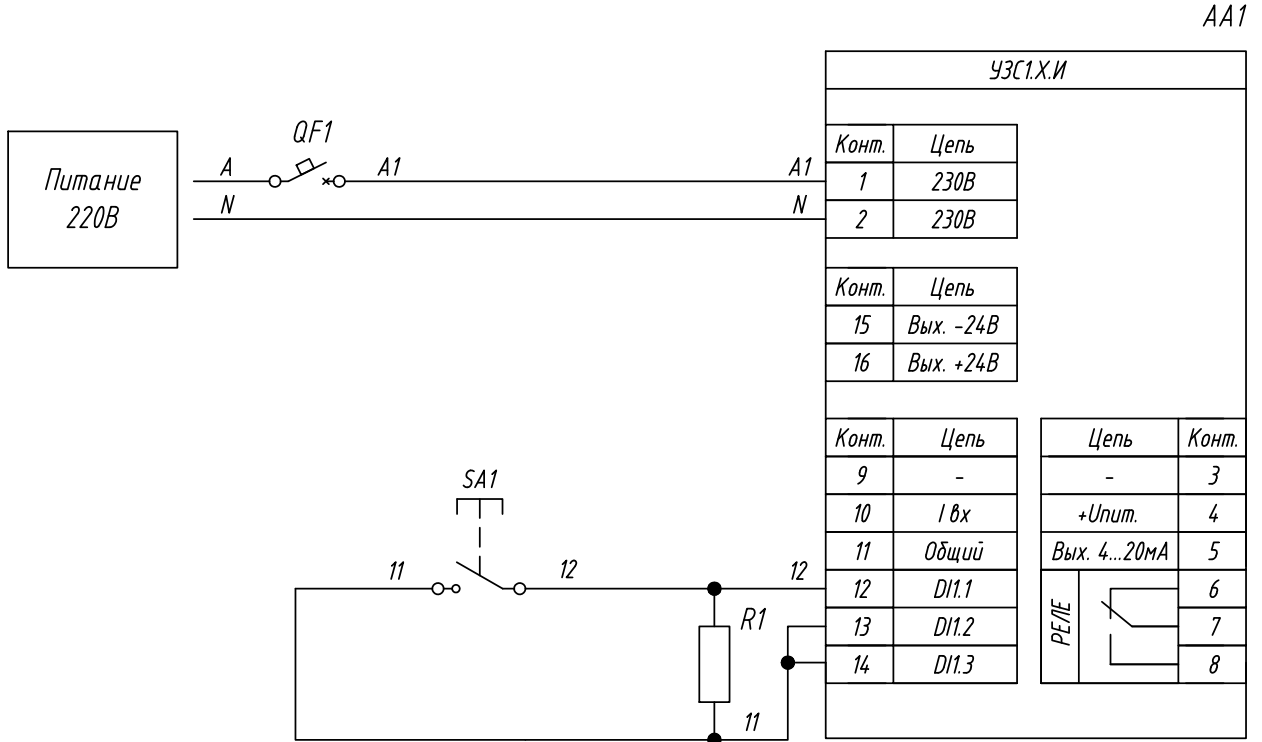 AA1
УЗС1.Х.И
QF1
Питание
220В
A
A1
A1
N
N
Конт. Цепь
1 230В
2 230В
Конт. Цепь
15 Вых. -24В
16 Вых. +24В
Конт. Цепь
9 -
10 I вх
11 Общий
12 DI1.1
13 DI1.2
14 DI1.3
Цепь Конт.
- 3
+Uпит. 4
Вых. 4...20мА 5
РЕЛЕ
6
7
8
SA1
11
12
12
R1
11